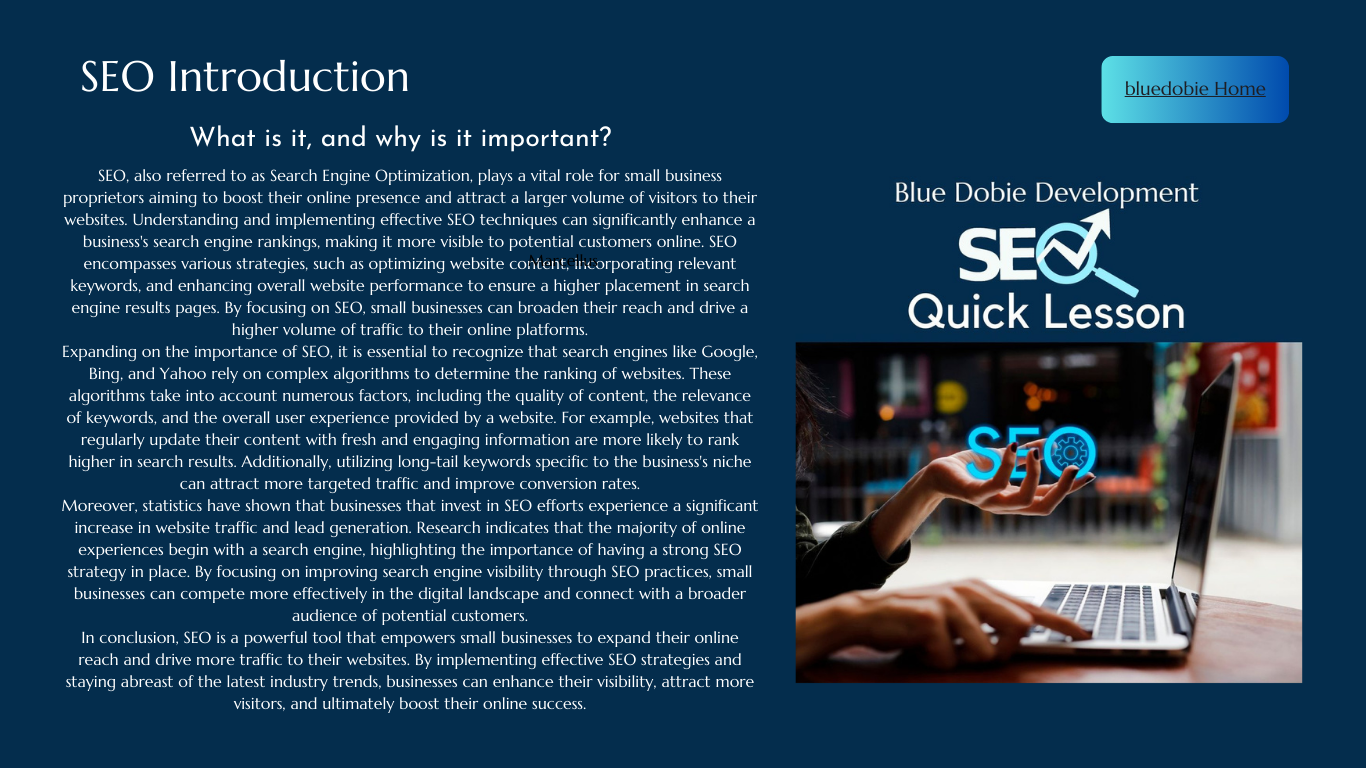 SEO Introduction
bluedobie Home
What is it, and why is it important?
SEO, also referred to as Search Engine Optimization, plays a vital role for small business
proprietors aiming to boost their online presence and attract a larger volume of visitors to their
websites. Understanding and implementing effective SEO techniques can significantly enhance a
business's search engine rankings, making it more visible to potential customers online. SEO
encompasses various strategies, such as optimizing website content, incorporating relevant
keywords, and enhancing overall website performance to ensure a higher placement in search
engine results pages. By focusing on SEO, small businesses can broaden their reach and drive a
higher volume of traffic to their online platforms.
Expanding on the importance of SEO, it is essential to recognize that search engines like Google,
Bing, and Yahoo rely on complex algorithms to determine the ranking of websites. These
algorithms take into account numerous factors, including the quality of content, the relevance
of keywords, and the overall user experience provided by a website. For example, websites that
regularly update their content with fresh and engaging information are more likely to rank
higher in search results. Additionally, utilizing long-tail keywords specific to the business's niche
can attract more targeted traffic and improve conversion rates.
Moreover, statistics have shown that businesses that invest in SEO efforts experience a significant
increase in website traffic and lead generation. Research indicates that the majority of online
experiences begin with a search engine, highlighting the importance of having a strong SEO
strategy in place. By focusing on improving search engine visibility through SEO practices, small
businesses can compete more effectively in the digital landscape and connect with a broader
audience of potential customers.
In conclusion, SEO is a powerful tool that empowers small businesses to expand their online
reach and drive more traffic to their websites. By implementing effective SEO strategies and
staying abreast of the latest industry trends, businesses can enhance their visibility, attract more
visitors, and ultimately boost their online success.
Blue Dobie Development
SEO
Quick Lesson
SEO